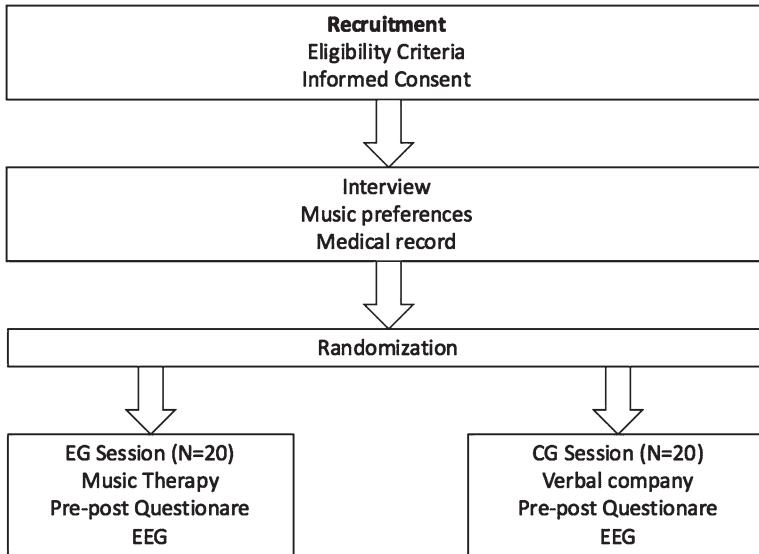 Recruitment
Eligibility Criteria
Informed Consent
Interview
Music preferences
Medical record
Randomization
EG Session (N=20)
Music Therapy
Pre-post Questionare
EEG
CG Session (N=20)
Verbal company
Pre-post Questionare
EEG